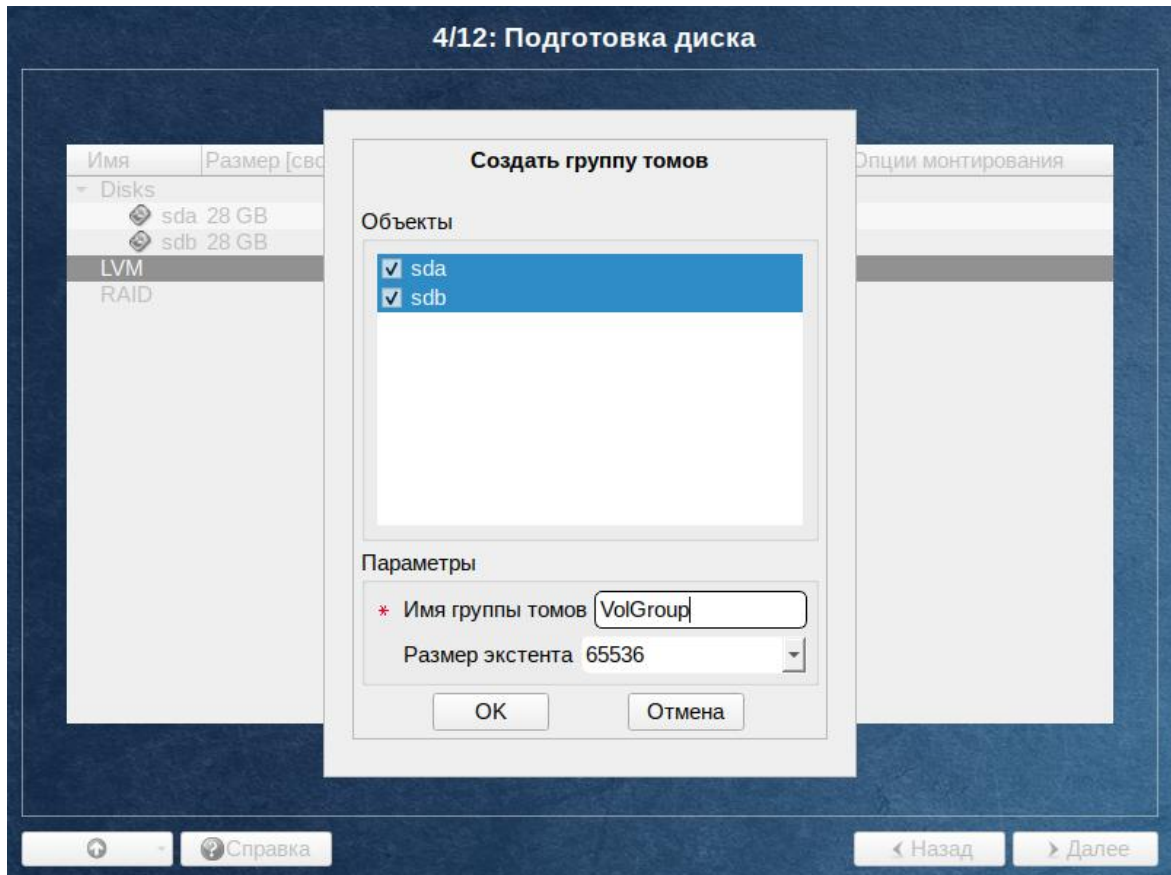 4/12: Подготовка диска
Имя Размер [сво Опции монтирования
Создать группу томов
Disks
sda 28 GB
sdb 28 GB
LVM
RAID
Объекты
sda
sdb
Параметры
* Имя группы томов VolGroup
Размер экстента 65536
OK Отмена
Справка Назад Далее